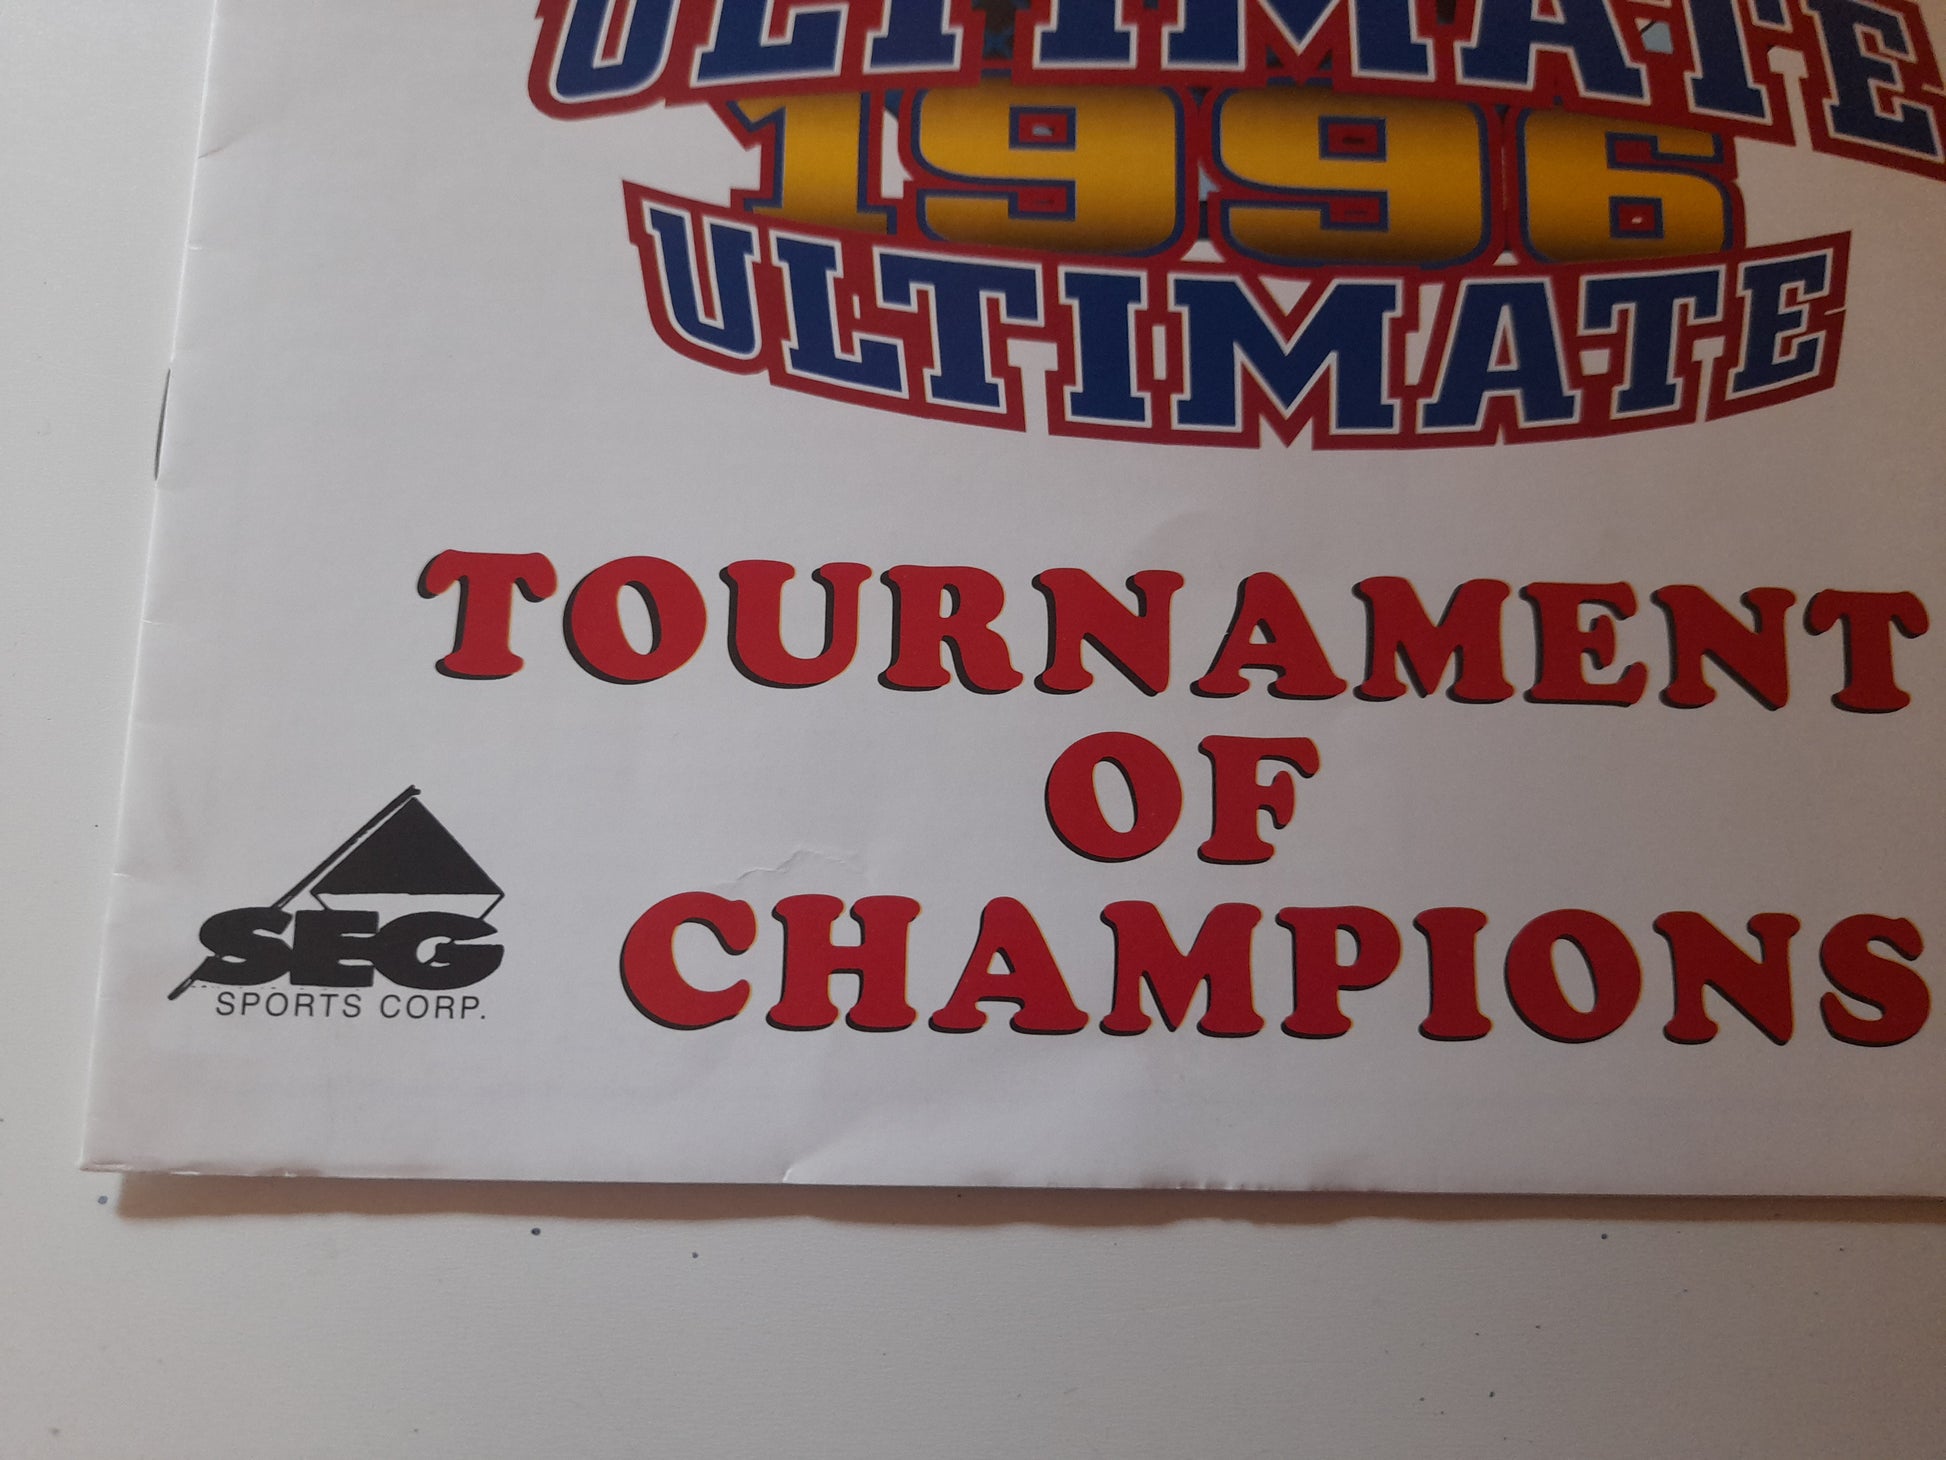 ULTIMATE
1996
ULTIMATE
TOURNAMENT
OF
CHAMPIONS
SEG
SPORTS CORP.